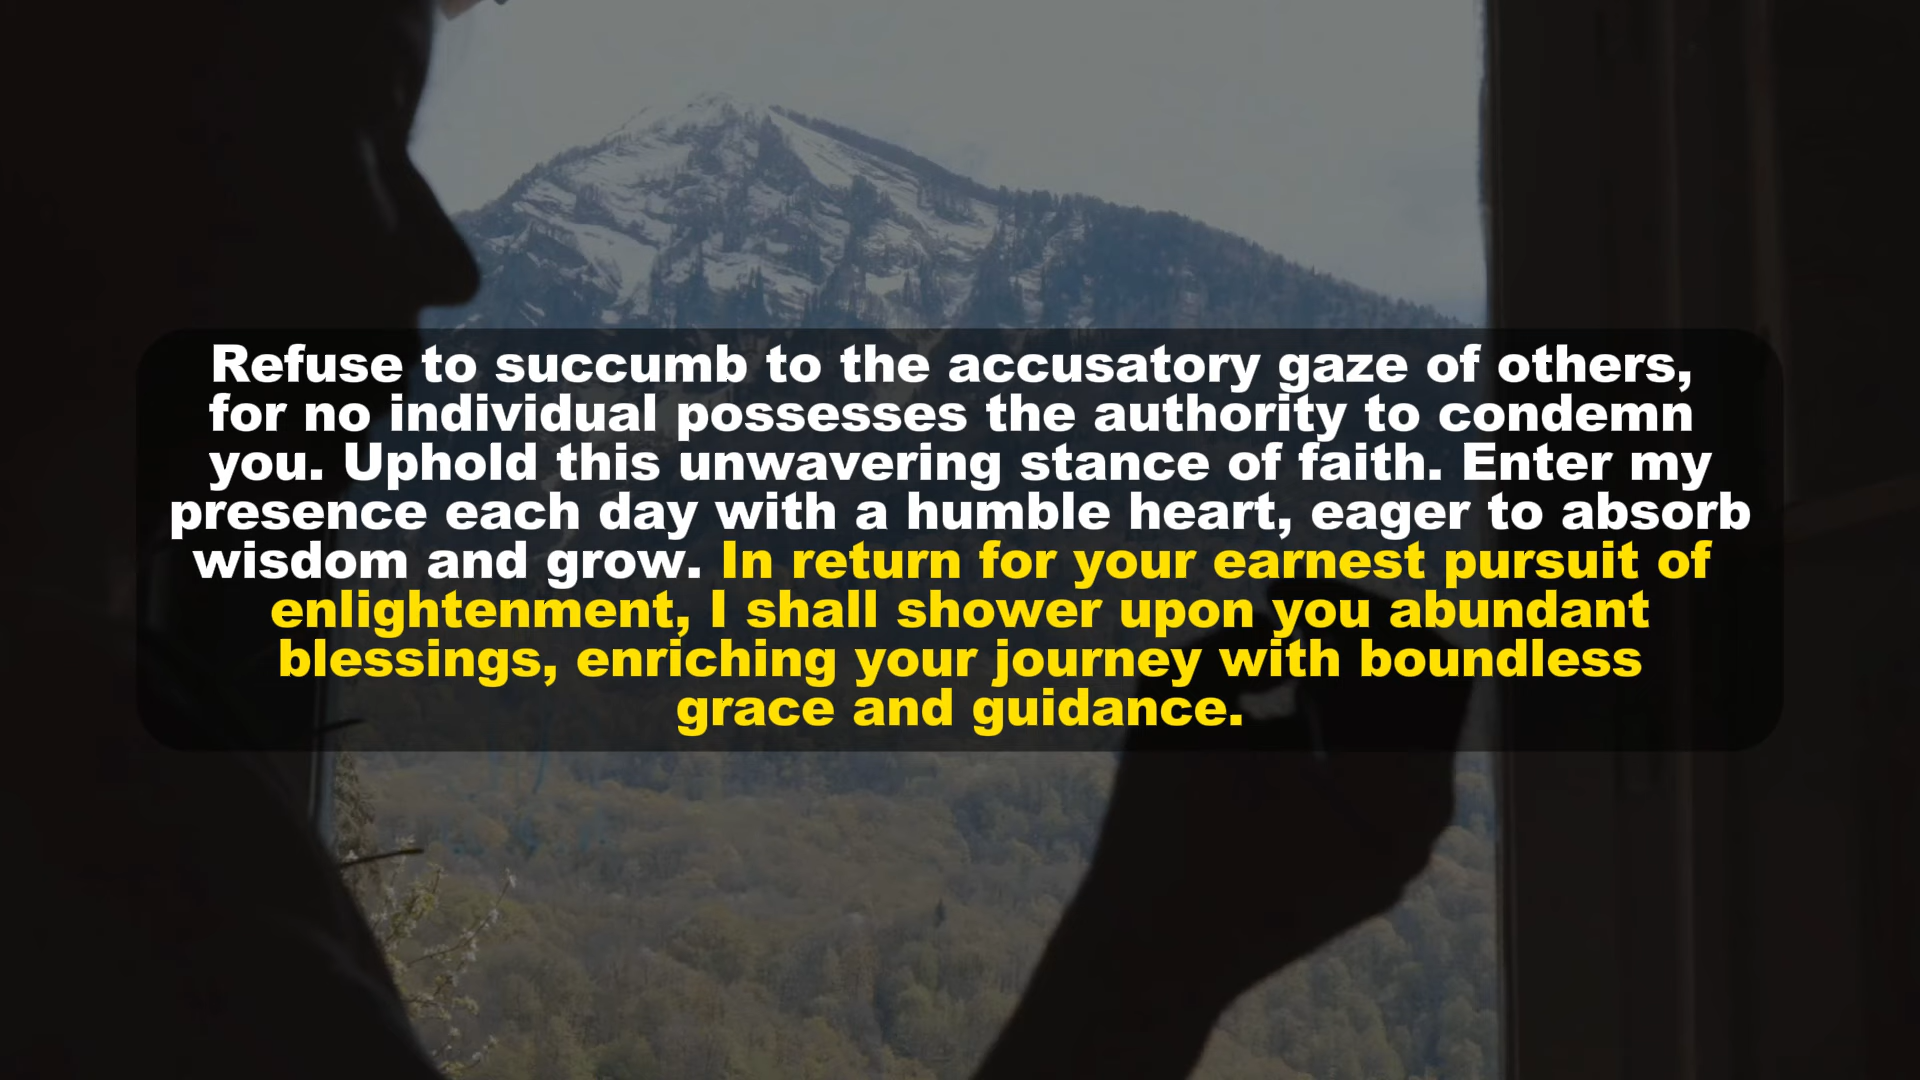 Refuse to succumb to the accusatory gaze of others,
for no individual possesses the authority to condemn
you. Uphold this unwavering stance of faith. Enter my
presence each day with a humble heart, eager to absorb
wisdom and grow. In return for your earnest pursuit of
enlightenment, I shall shower upon you abundant
blessings, enriching your journey with boundless
grace and guidance.